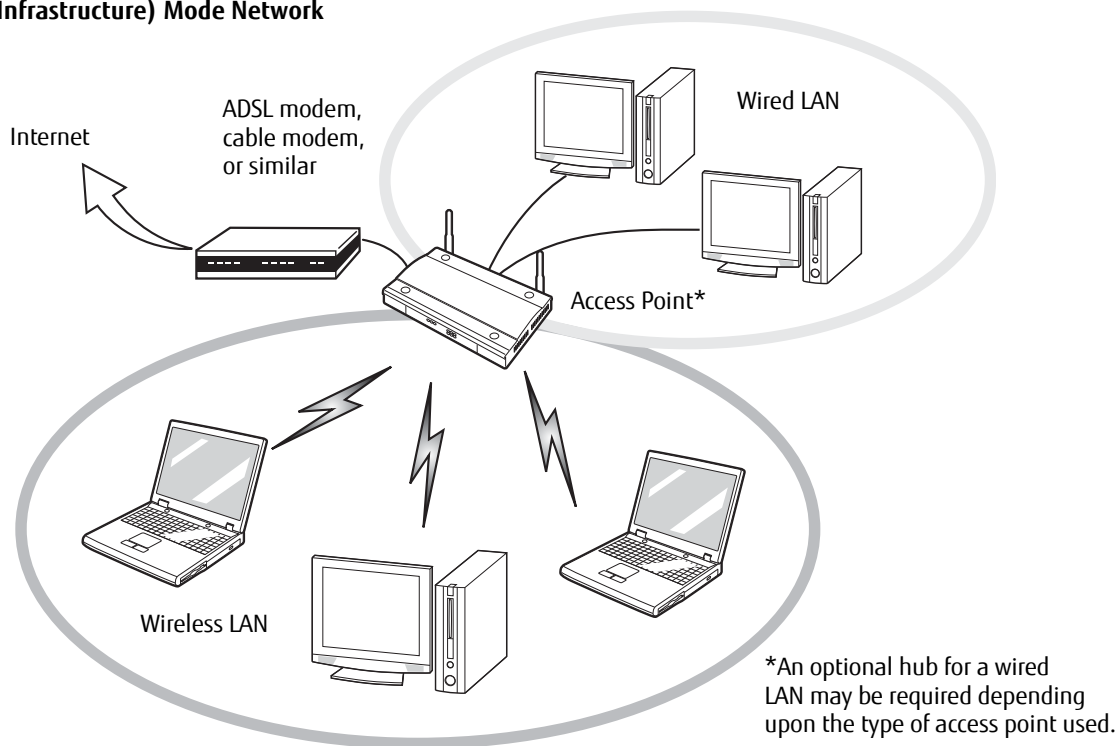 Infrastructure) Mode Network
Internet
ADSL modem,
cable modem,
or similar
Wired LAN
Access Point*
Wireless LAN
*An optional hub for a wired
LAN may be required depending
upon the type of access point used.